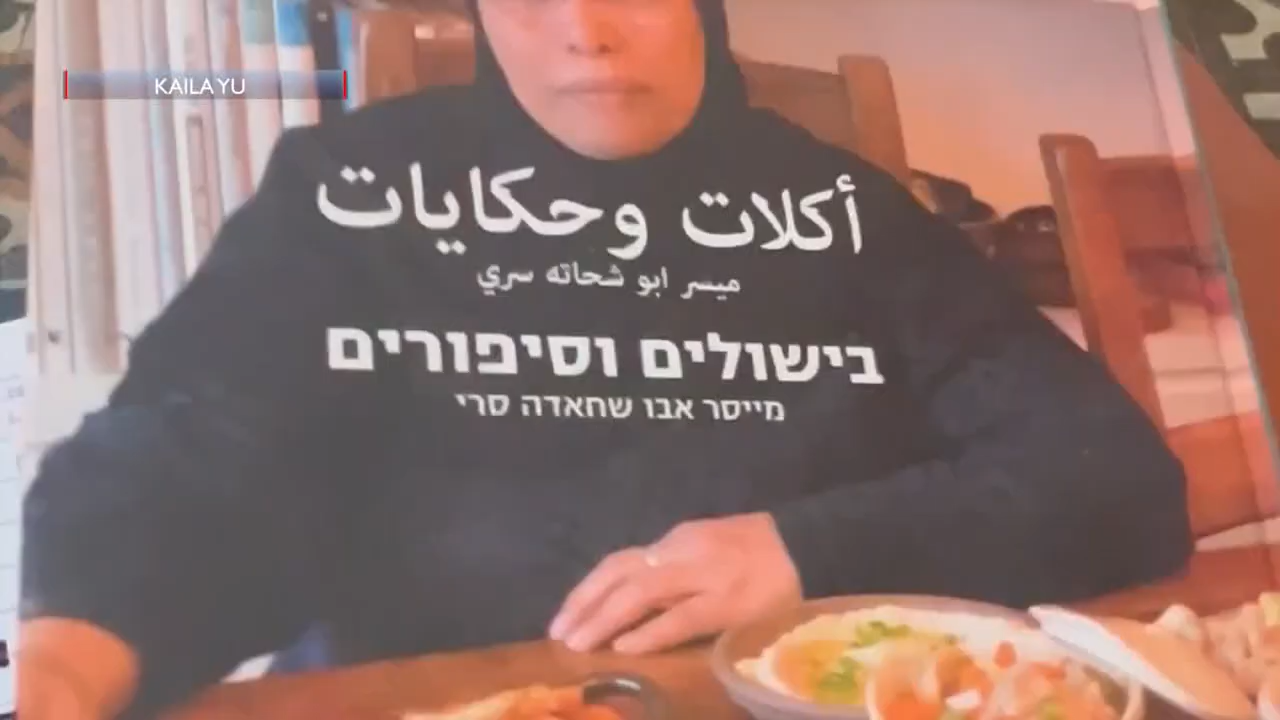 KAILA YU
أكلات وحكايات
ميسر ابو شحاته سري
בישולים וסיפורים
מייסר אבו שחאדה סרי